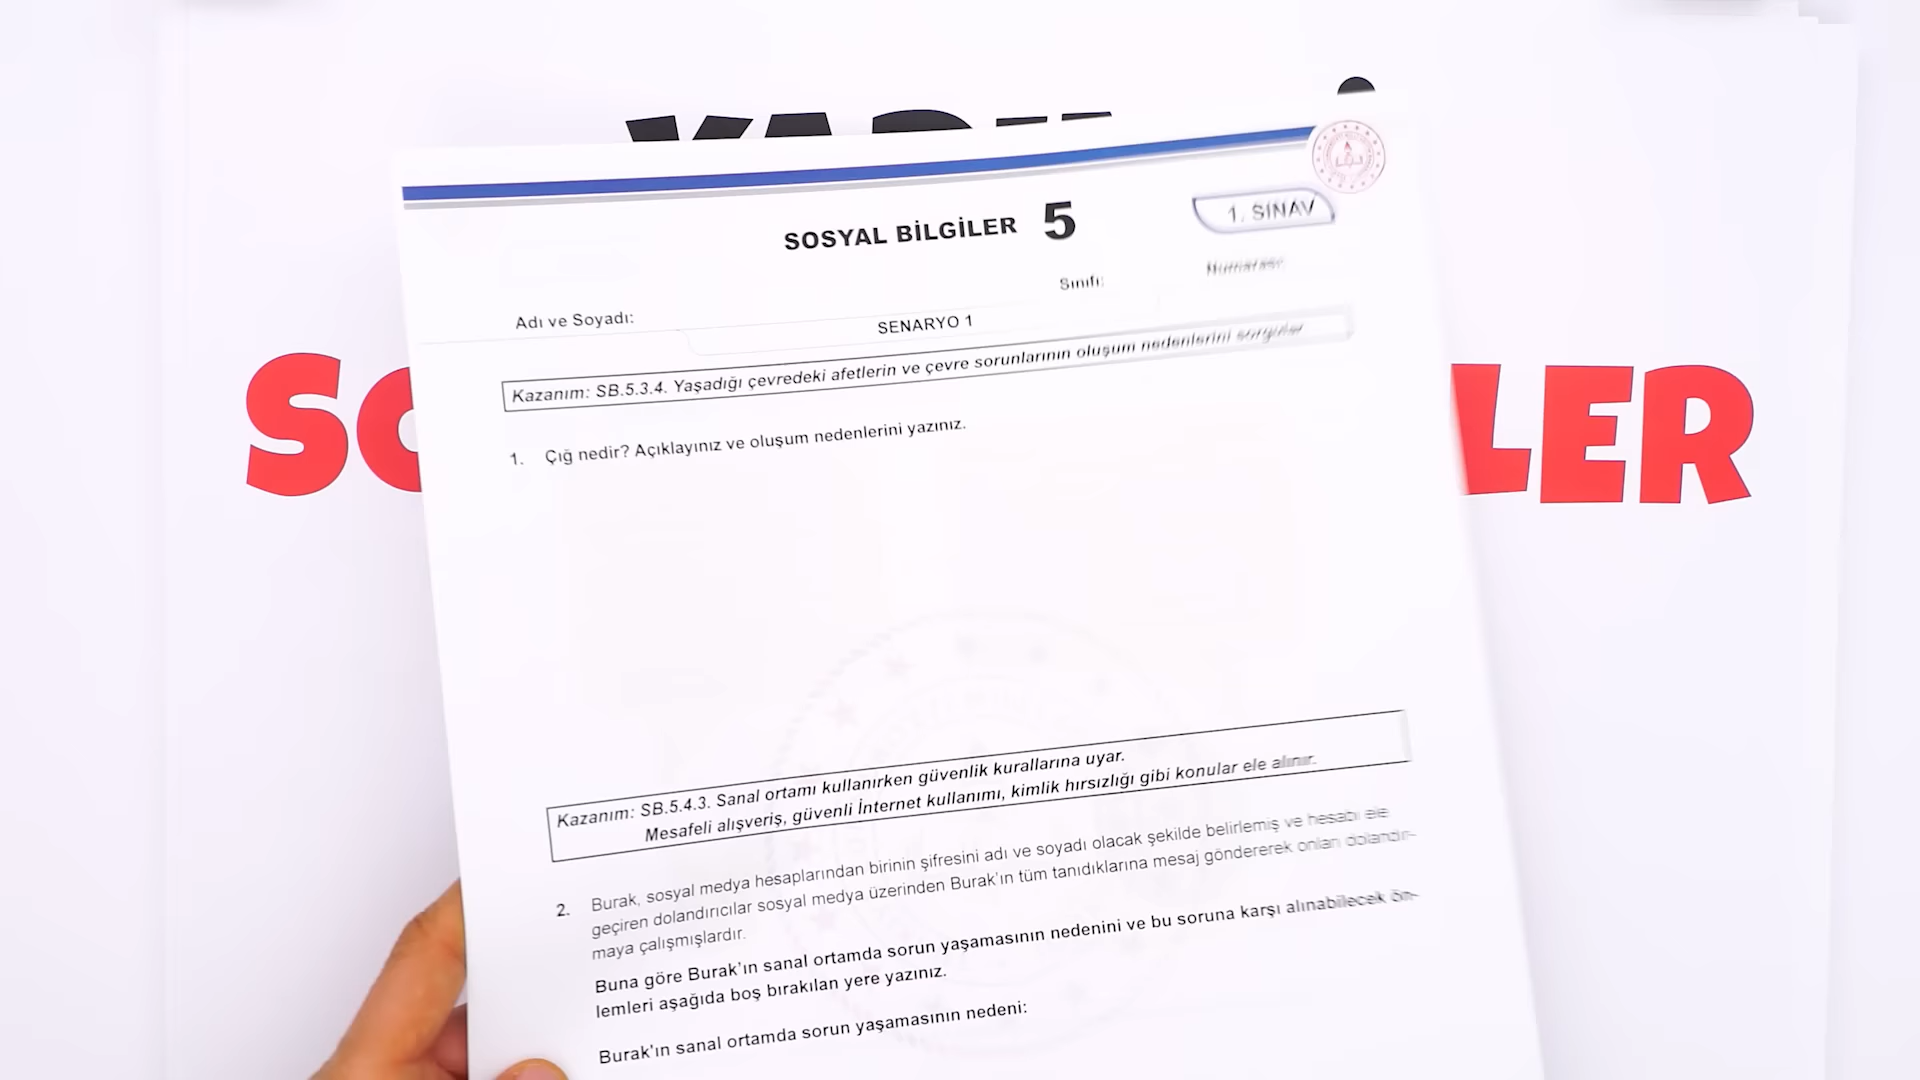 SOSYAL BİLGİLER 5
1. SINAV
Adı ve Soyadı:
Sınıfı:
Numarası:
SENARYO 1
Kazanım: SB.5.3.4. Yaşadığı çevredeki afetlerin ve çevre sorunlarının oluşum nedenlerini sorgular.
1. Çığ nedir? Açıklayınız ve oluşum nedenlerini yazınız.
LER
Kazanım: SB.5.4.3. Sanal ortamı kullanırken güvenlik kurallarına uyar.
Mesafeli alışveriş, güvenli İnternet kullanımı, kimlik hırsızlığı gibi konular ele alınır.
2. Burak, sosyal medya hesaplarından birinin şifresini adı ve soyadı olacak şekilde belirlemiş ve hesabı ele
geçiren dolandırıcılar sosyal medya üzerinden Burak'ın tüm tanıdıklarına mesaj göndererek onları dolandır-
maya çalışmışlardır.
Buna göre Burak'ın sanal ortamda sorun yaşamasının nedenini ve bu soruna karşı alınabilecek ön-
lemleri aşağıda boş bırakılan yere yazınız.
Burak'ın sanal ortamda sorun yaşamasının nedeni: